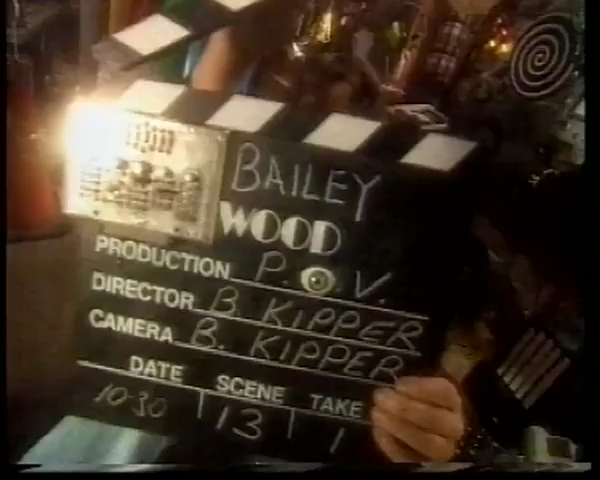 BAILEY
WOOD
PRODUCTION P.O.V.
DIRECTOR B. KIPPER
CAMERA B. KIPPER
DATE SCENE TAKE
10-30 13 1